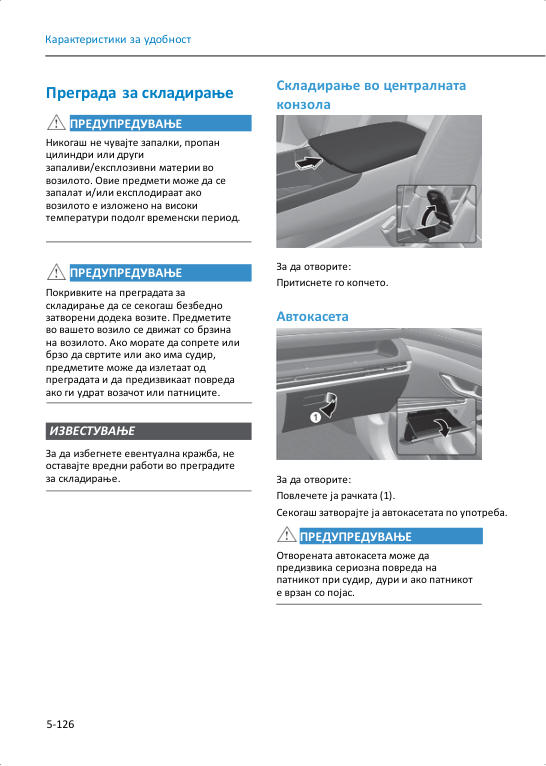 Карактеристики за удобност
Преграда за складирање
ПРЕДУПРЕДУВАЊЕ
Никогаш не чувајте запалки, пропан
цилиндри или други
запаливи/експлозивни материи во
возилото. Овие предмети може да се
запалат и/или експлодираат ако
возилото е изложено на високи
температури подолг временски период.
ПРЕДУПРЕДУВАЊЕ
Покривките на преградата за
складирање да се секогаш безбедно
затворени додека возите. Предметите
во вашето возило се движат со брзина
на возилото. Ако морате да сопрете или
брзо да свртите или ако има судир,
предметите може да излетаат од
преградата и да предизвикаат повреда
ако ги удрат возачот или патниците.
ИЗВЕСТУВАЊЕ
За да избегнете евентуална кражба, не
оставајте вредни работи во преградите
за складирање.
Складирање во централната
конзола
За да отворите:
Притиснете го копчето.
Автокасета
1
За да отворите:
Повлечете ја рачката (1).
Секогаш затворајте ја автокасетата по употреба.
ПРЕДУПРЕДУВАЊЕ
Отворената автокасета може да
предизвика сериозна повреда на
патникот при судир, дури и ако патникот
е врзан со појас.
5-126